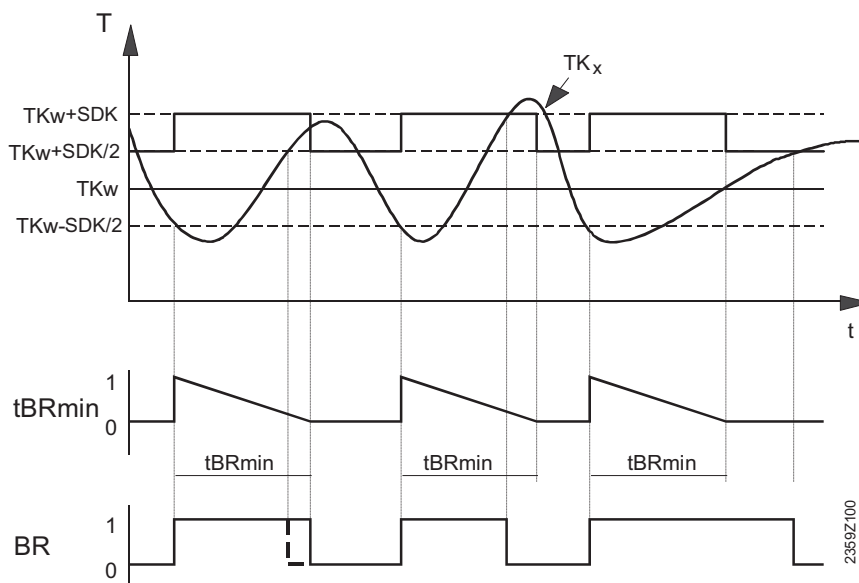 T
TKx
TKw+SDK
TKw+SDK/2
TKw
TKw-SDK/2
t
1
tBRmin
0
tBRmin tBRmin tBRmin
1
BR
0
2359Z100